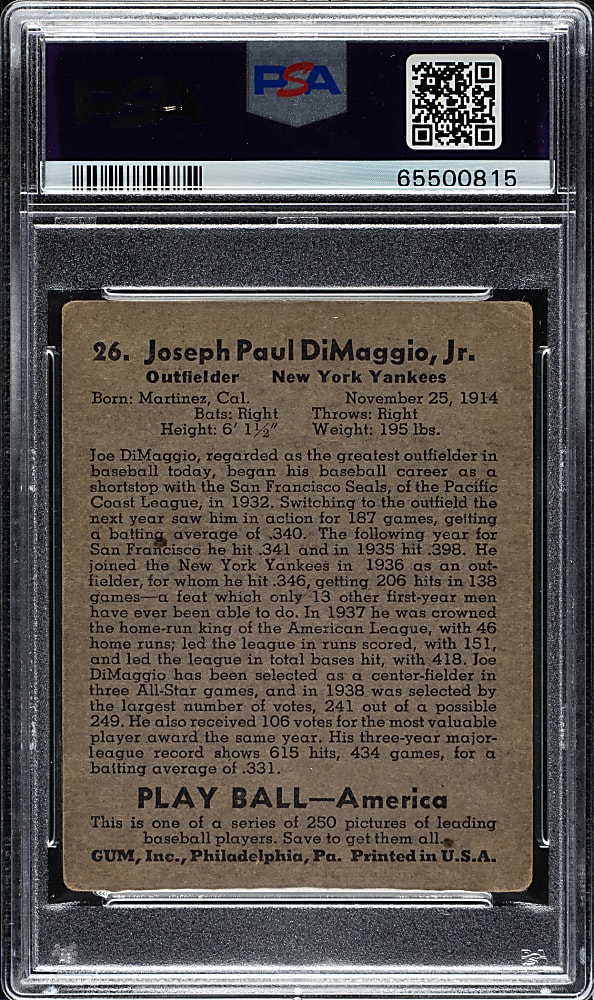 PSA
65500815
26. Joseph Paul DiMaggio, Jr.
Outfielder New York Yankees
Born: Martinez, Cal. November 25, 1914
Bats: Right Throws: Right
Height: 6' 1½" Weight: 195 lbs.
Joe DiMaggio, regarded as the greatest outfielder in
baseball today, began his baseball career as a
shortstop with the San Francisco Seals, of the Pacific
Coast League, in 1932. Switching to the outfield the
next year saw him in action for 187 games, getting
a batting average of .340. The following year for
San Francisco he hit .341 and in 1935 hit .398. He
joined the New York Yankees in 1936 as an out-
fielder, for whom he hit .346, getting 206 hits in 138
games—a feat which only 13 other first-year men
have ever been able to do. In 1937 he was crowned
the home-run king of the American League, with 46
home runs; led the league in runs scored, with 151,
and led the league in total bases hit, with 418. Joe
DiMaggio has been selected as a center-fielder in
three All-Star games, and in 1938 was selected by
the largest number of votes, 241 out of a possible
249. He also received 106 votes for the most valuable
player award the same year. His three-year major-
league record shows 615 hits, 434 games, for a
batting average of .331.
PLAY BALL—America
This is one of a series of 250 pictures of leading
baseball players. Save to get them all.
GUM, Inc., Philadelphia, Pa. Printed in U.S.A.